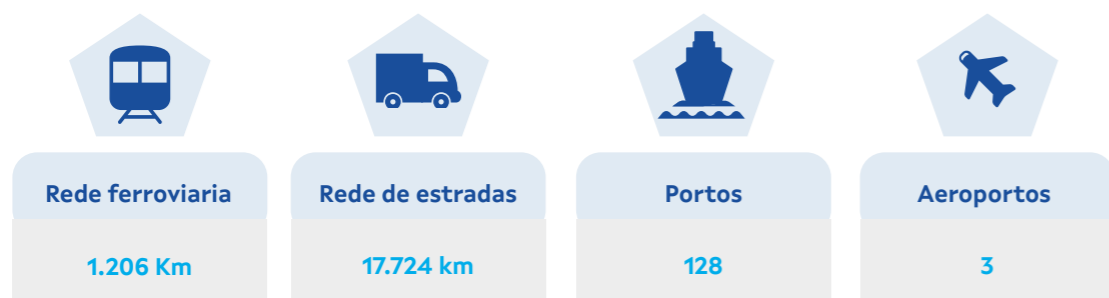 Rede ferroviaria
1.206 Km
Rede de estradas
17.724 km
Portos
128
Aeroportos
3